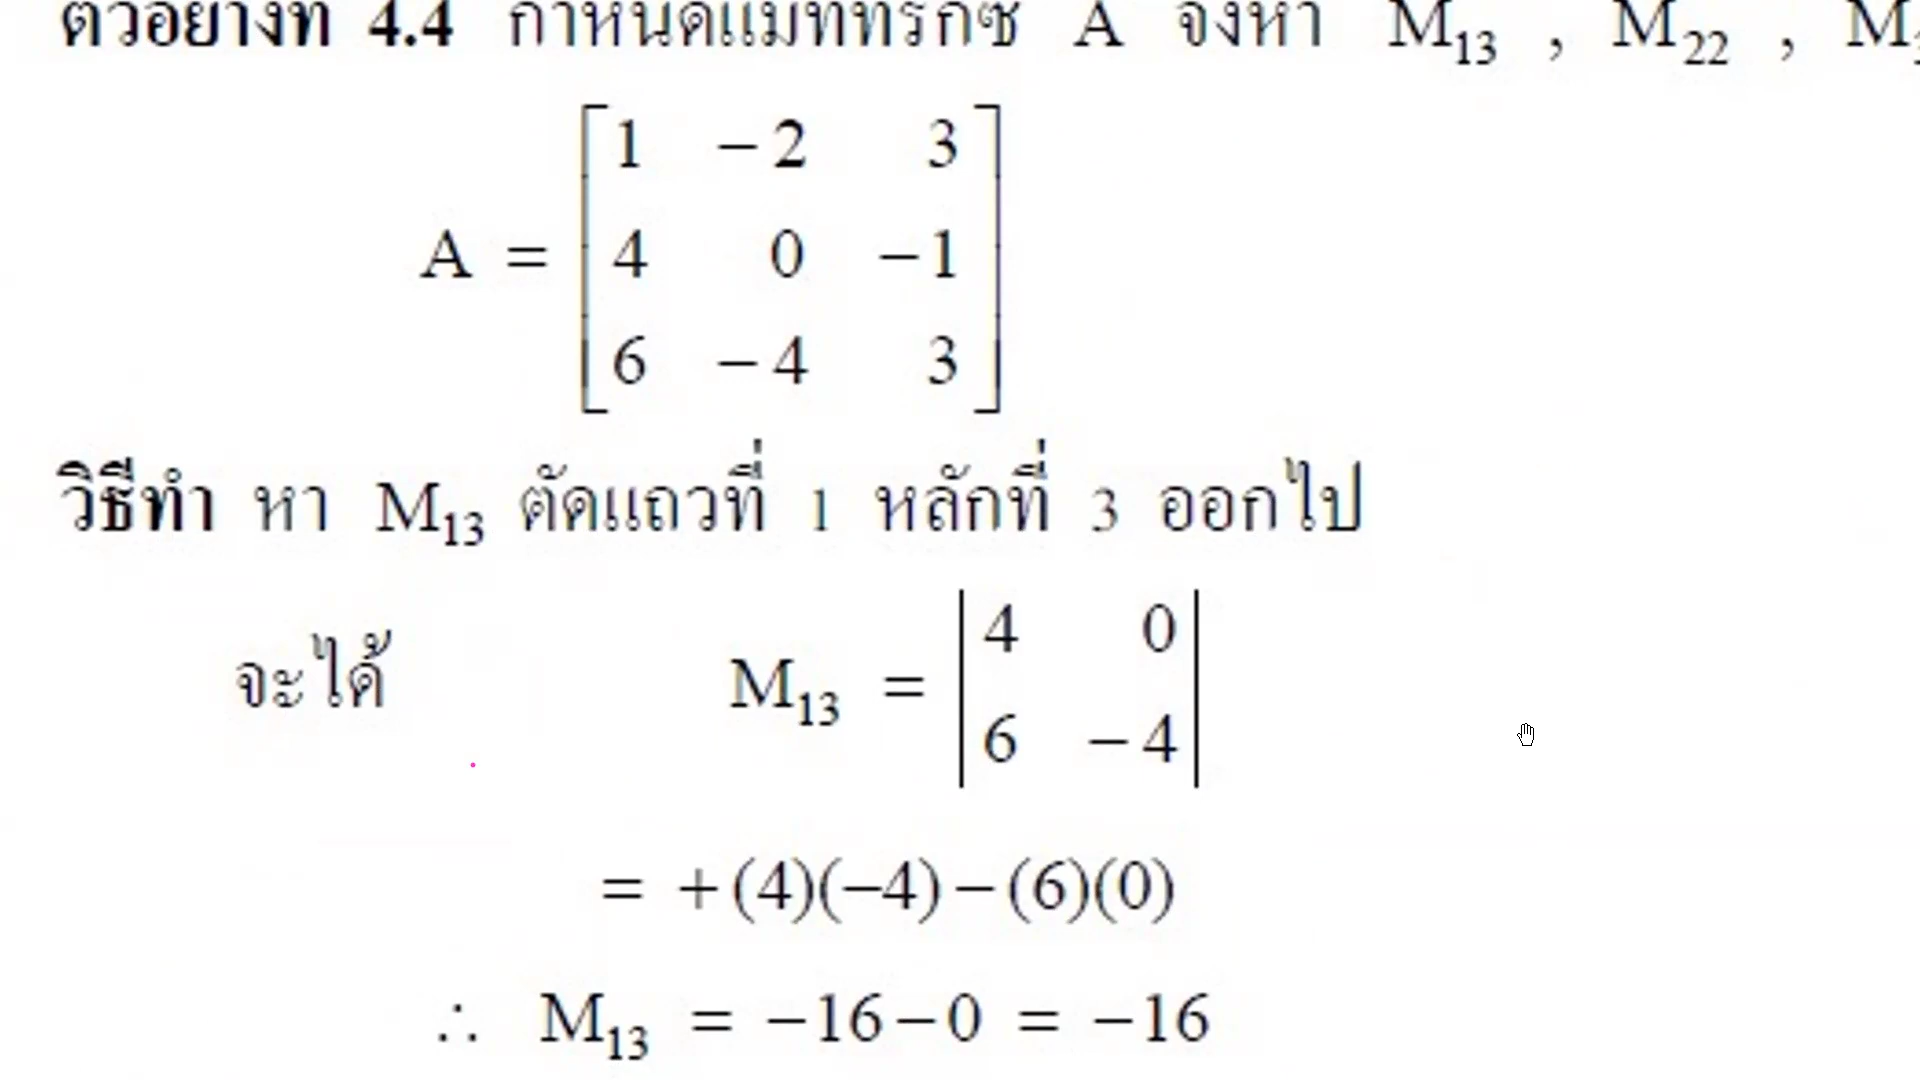 ตัวอย่างที่ 4.4 กำหนดแมททริกซ์ A จงหา M₁₃ , M₂₂ ,
A = [1 −2 3
4 0 −1
6 −4 3]
วิธีทำ หา M₁₃ ตัดแถวที่ 1 หลักที่ 3 ออกไป
จะได้ M₁₃ = |4 0
6 −4|
= +(4)(−4)−(6)(0)
∴ M₁₃ = −16−0 = −16